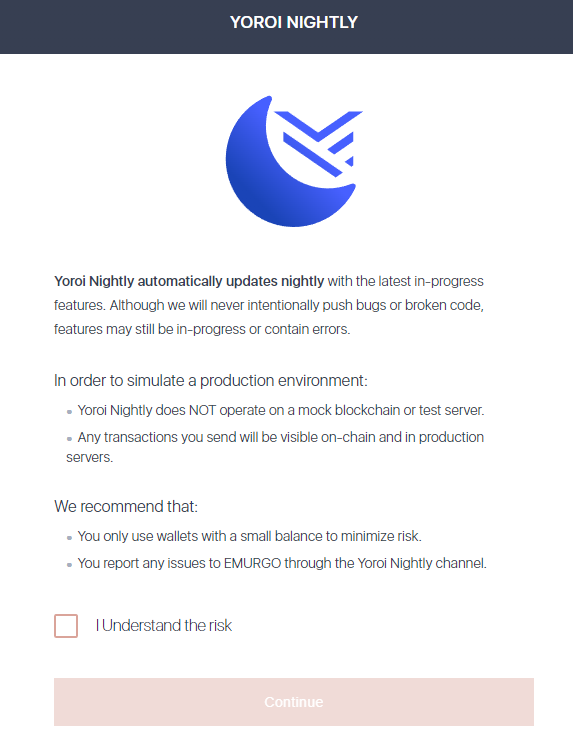 YOROI NIGHTLY
Yoroi Nightly automatically updates nightly with the latest in-progress
features. Although we will never intentionally push bugs or broken code,
features may still be in-progress or contain errors.
In order to simulate a production environment:
Yoroi Nightly does NOT operate on a mock blockchain or test server.
Any transactions you send will be visible on-chain and in production
servers.
We recommend that:
You only use wallets with a small balance to minimize risk.
You report any issues to EMURGO through the Yoroi Nightly channel.
I Understand the risk
Continue